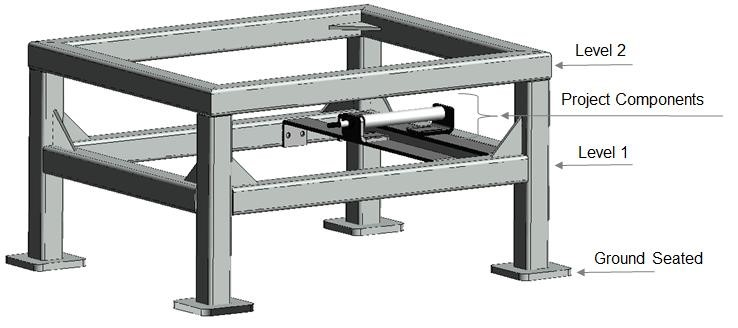 Level 2
Project Components
Level 1
Ground Seated